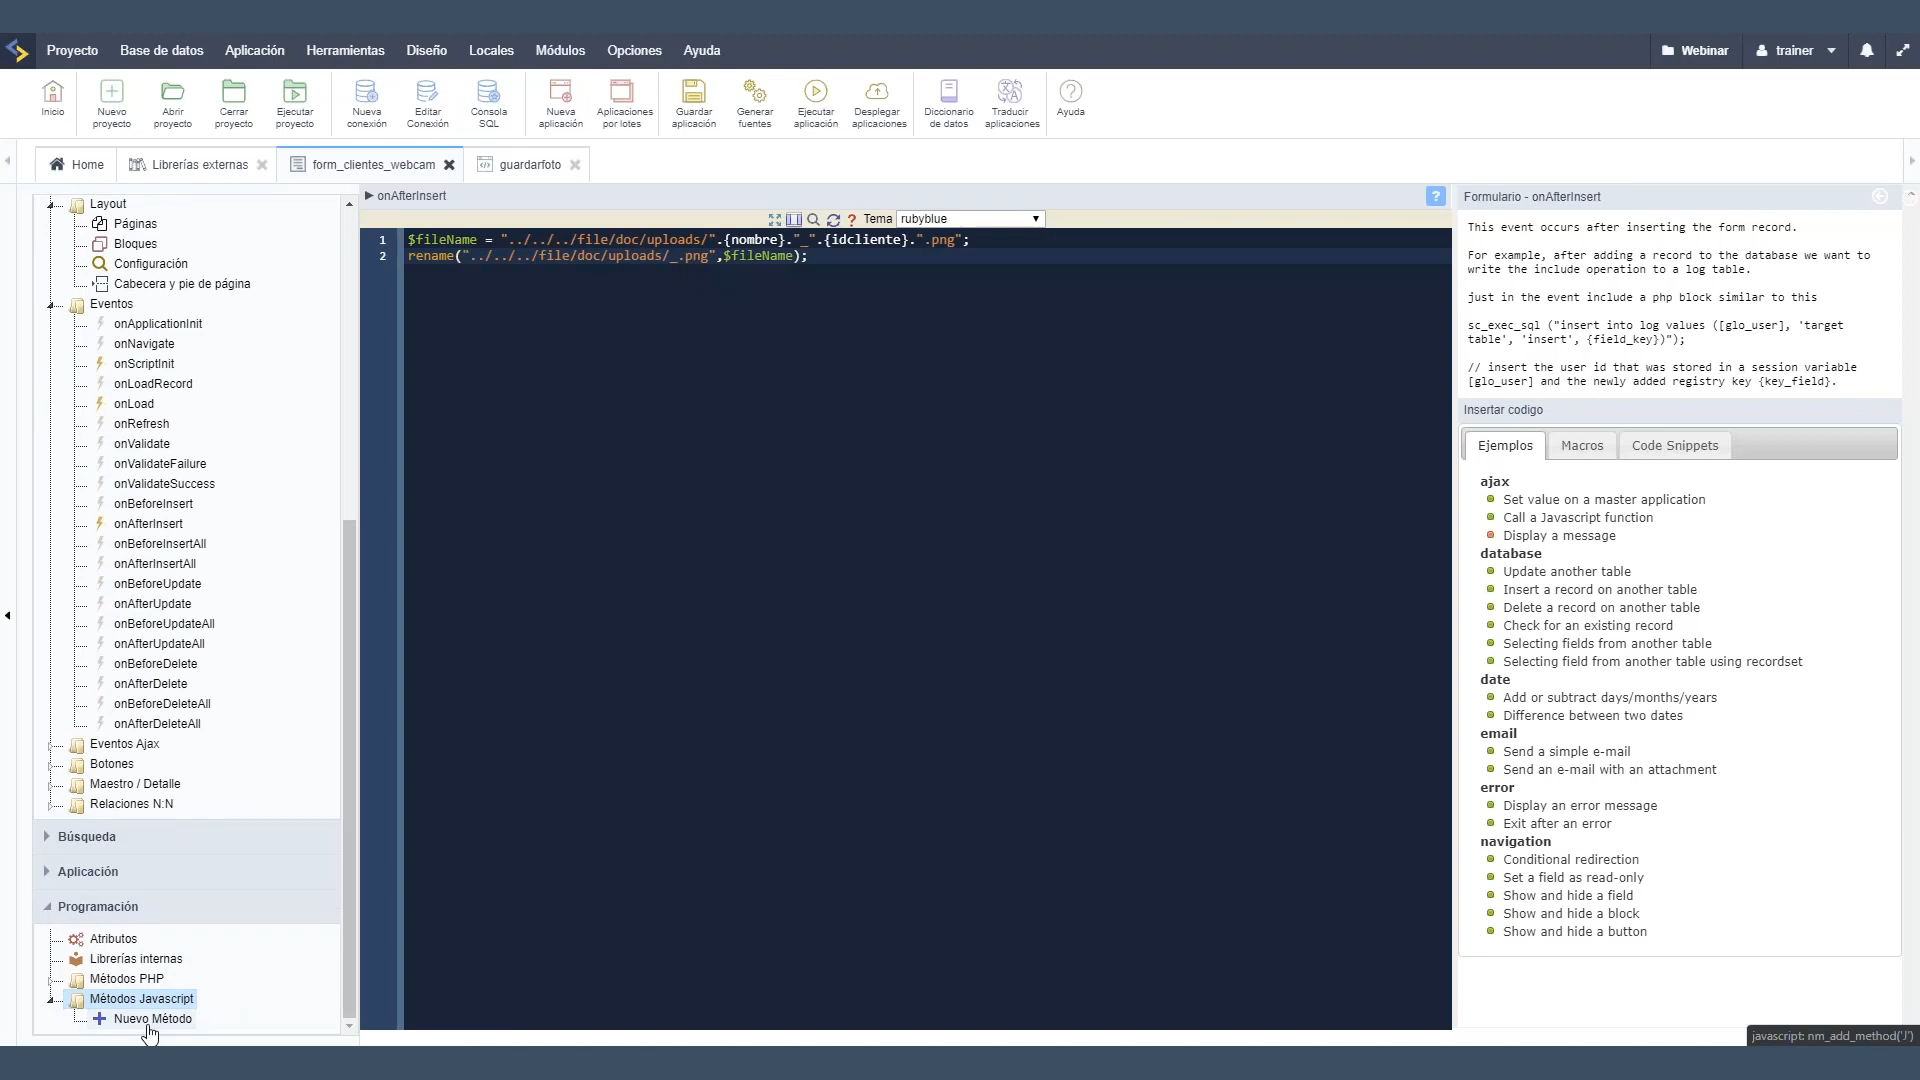 Proyecto Base de datos Aplicación Herramientas Diseño Locales Módulos Opciones Ayuda Webinar trainer
Inicio
Nuevo proyecto
Abrir proyecto
Cerrar proyecto
Ejecutar proyecto
Nueva conexión
Editar Conexión
Consola SQL
Nueva aplicación
Aplicaciones por lotes
Guardar aplicación
Generar fuentes
Ejecutar aplicación
Desplegar aplicaciones
Diccionario de datos
Traducir aplicaciones
Ayuda
Home Librerías externas form_clientes_webcam guardarfoto
Layout
Páginas
Bloques
Configuración
Cabecera y pie de página
Eventos
onApplicationInit
onNavigate
onScriptInit
onLoadRecord
onLoad
onRefresh
onValidate
onValidateFailure
onValidateSuccess
onBeforeInsert
onAfterInsert
onBeforeInsertAll
onAfterInsertAll
onBeforeUpdate
onAfterUpdate
onBeforeUpdateAll
onAfterUpdateAll
onBeforeDelete
onAfterDelete
onBeforeDeleteAll
onAfterDeleteAll
Eventos Ajax
Botones
Maestro / Detalle
Relaciones N:N
Búsqueda
Aplicación
Programación
Atributos
Librerías internas
Métodos PHP
Métodos Javascript
Nuevo Método
onAfterInsert
?
? Tema rubyblue
1 $fileName = "../../../file/doc/uploads/".{nombre}."_".{idcliente}.".png";
2 rename("../../../file/doc/uploads/_.png",$fileName);
Formulario - onAfterInsert
This event occurs after inserting the form record.
For example, after adding a record to the database we want to
write the include operation to a log table.
just in the event include a php block similar to this
sc_exec_sql ("insert into log values ([glo_user], 'target
table', 'insert', {field_key})");
// insert the user id that was stored in a session variable
[glo_user] and the newly added registry key {key_field}.
Insertar codigo
Ejemplos Macros Code Snippets
ajax
Set value on a master application
Call a Javascript function
Display a message
database
Update another table
Insert a record on another table
Delete a record on another table
Check for an existing record
Selecting fields from another table
Selecting field from another table using recordset
date
Add or subtract days/months/years
Difference between two dates
email
Send a simple e-mail
Send an e-mail with an attachment
error
Display an error message
Exit after an error
navigation
Conditional redirection
Set a field as read-only
Show and hide a field
Show and hide a block
Show and hide a button
javascript: nm_add_method('J')